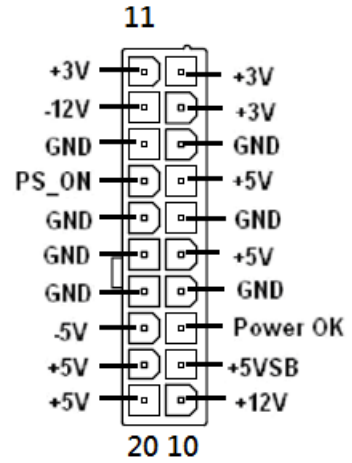 11
+3V +3V
-12V +3V
GND GND
PS_ON +5V
GND GND
GND +5V
GND GND
-5V Power OK
+5V +5VSB
+5V +12V
20 10